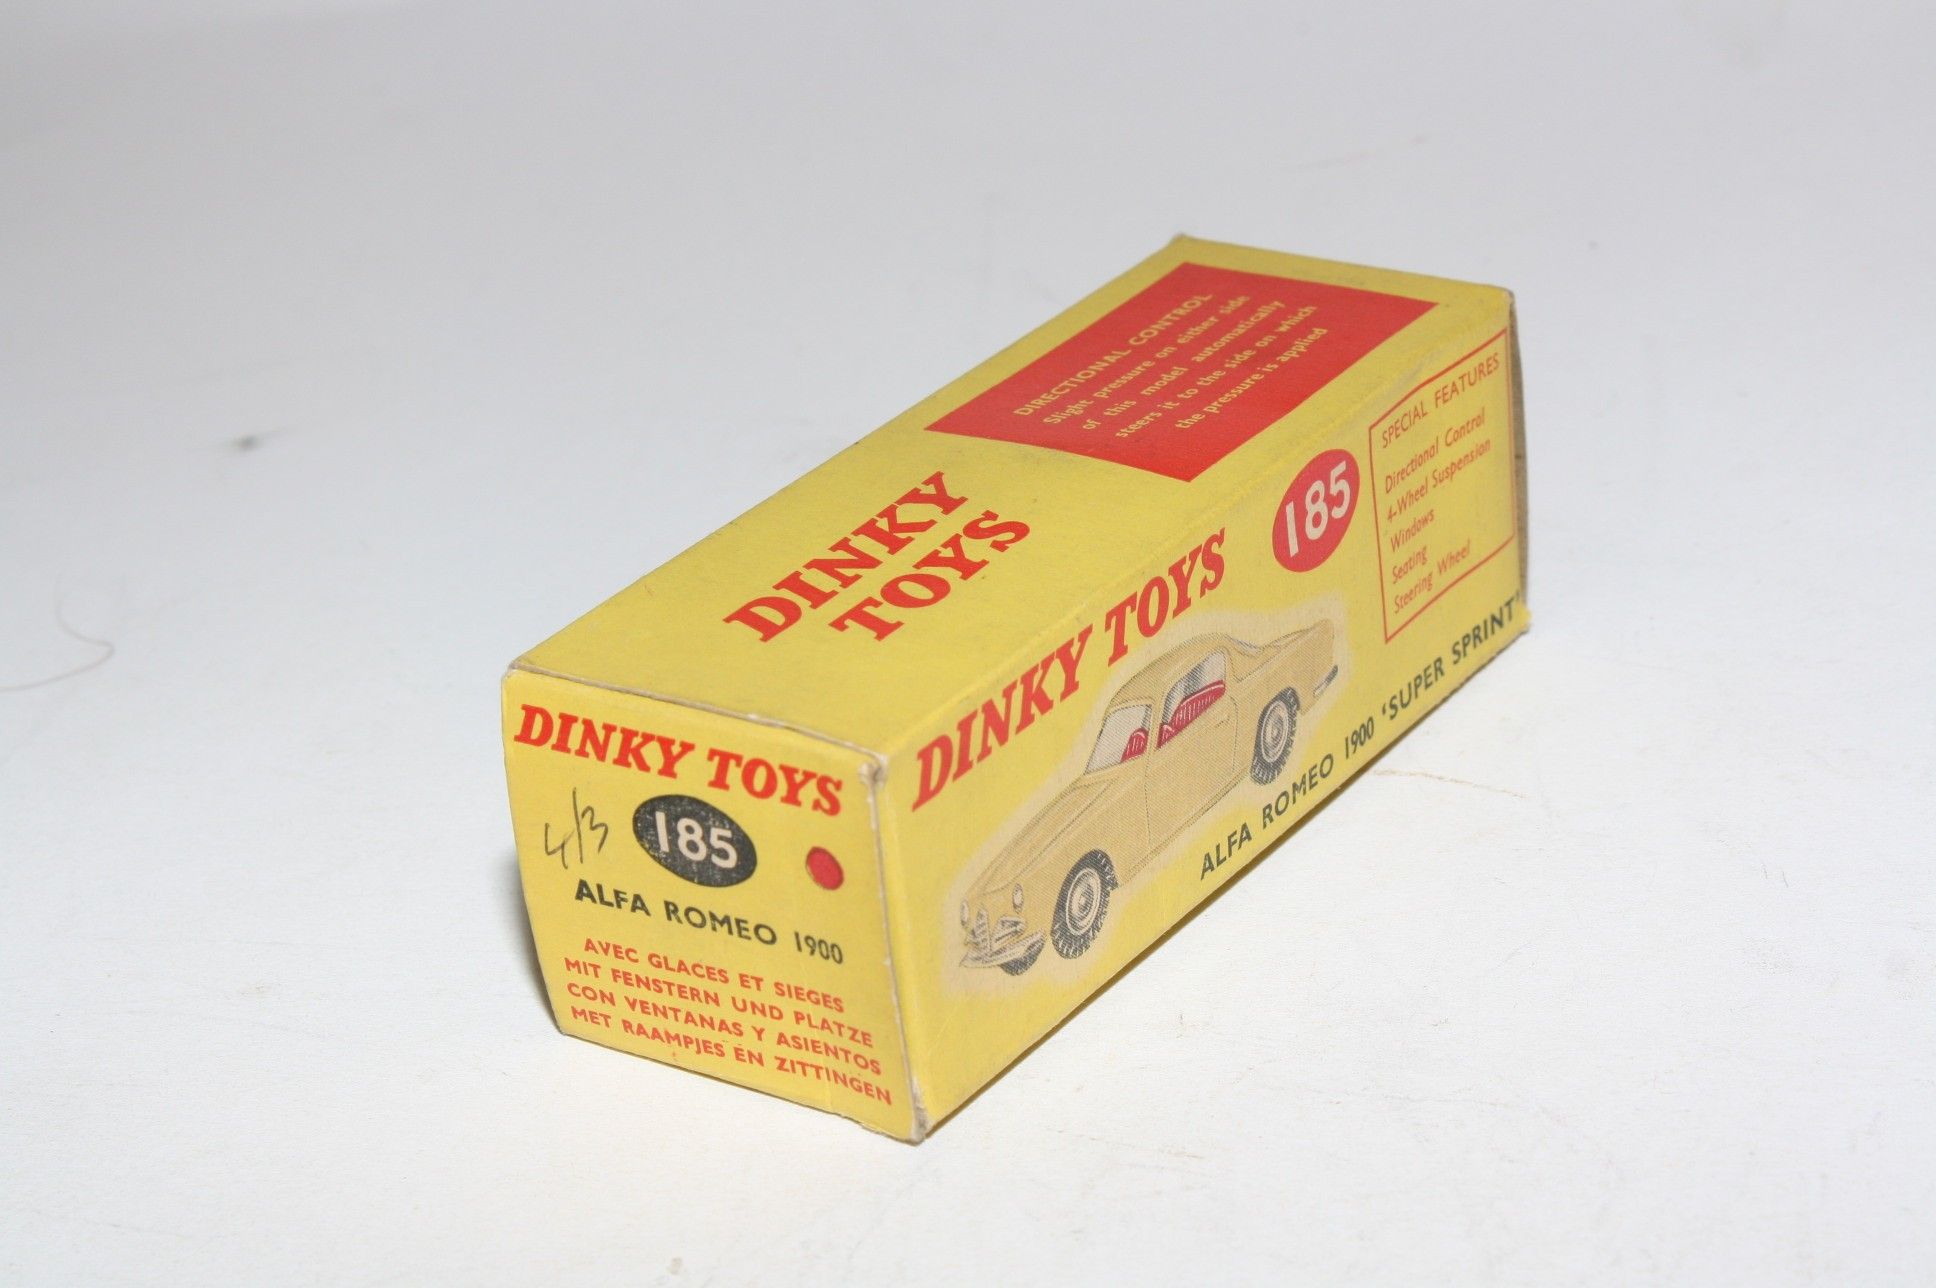 DIRECTIONAL CONTROL
Slight pressure on either side
of this model automatically
steers it to the side on which
the pressure is applied
DINKY
TOYS
DINKY TOYS
185
SPECIAL FEATURES
Directional Control
4-Wheel Suspension
Windows
Seating
Steering Wheel
ALFA ROMEO 1900 'SUPER SPRINT'
DINKY TOYS
4/3
185
ALFA ROMEO 1900
AVEC GLACES ET SIEGES
MIT FENSTERN UND PLATZE
CON VENTANAS Y ASIENTOS
MET RAAMPJES EN ZITTINGEN